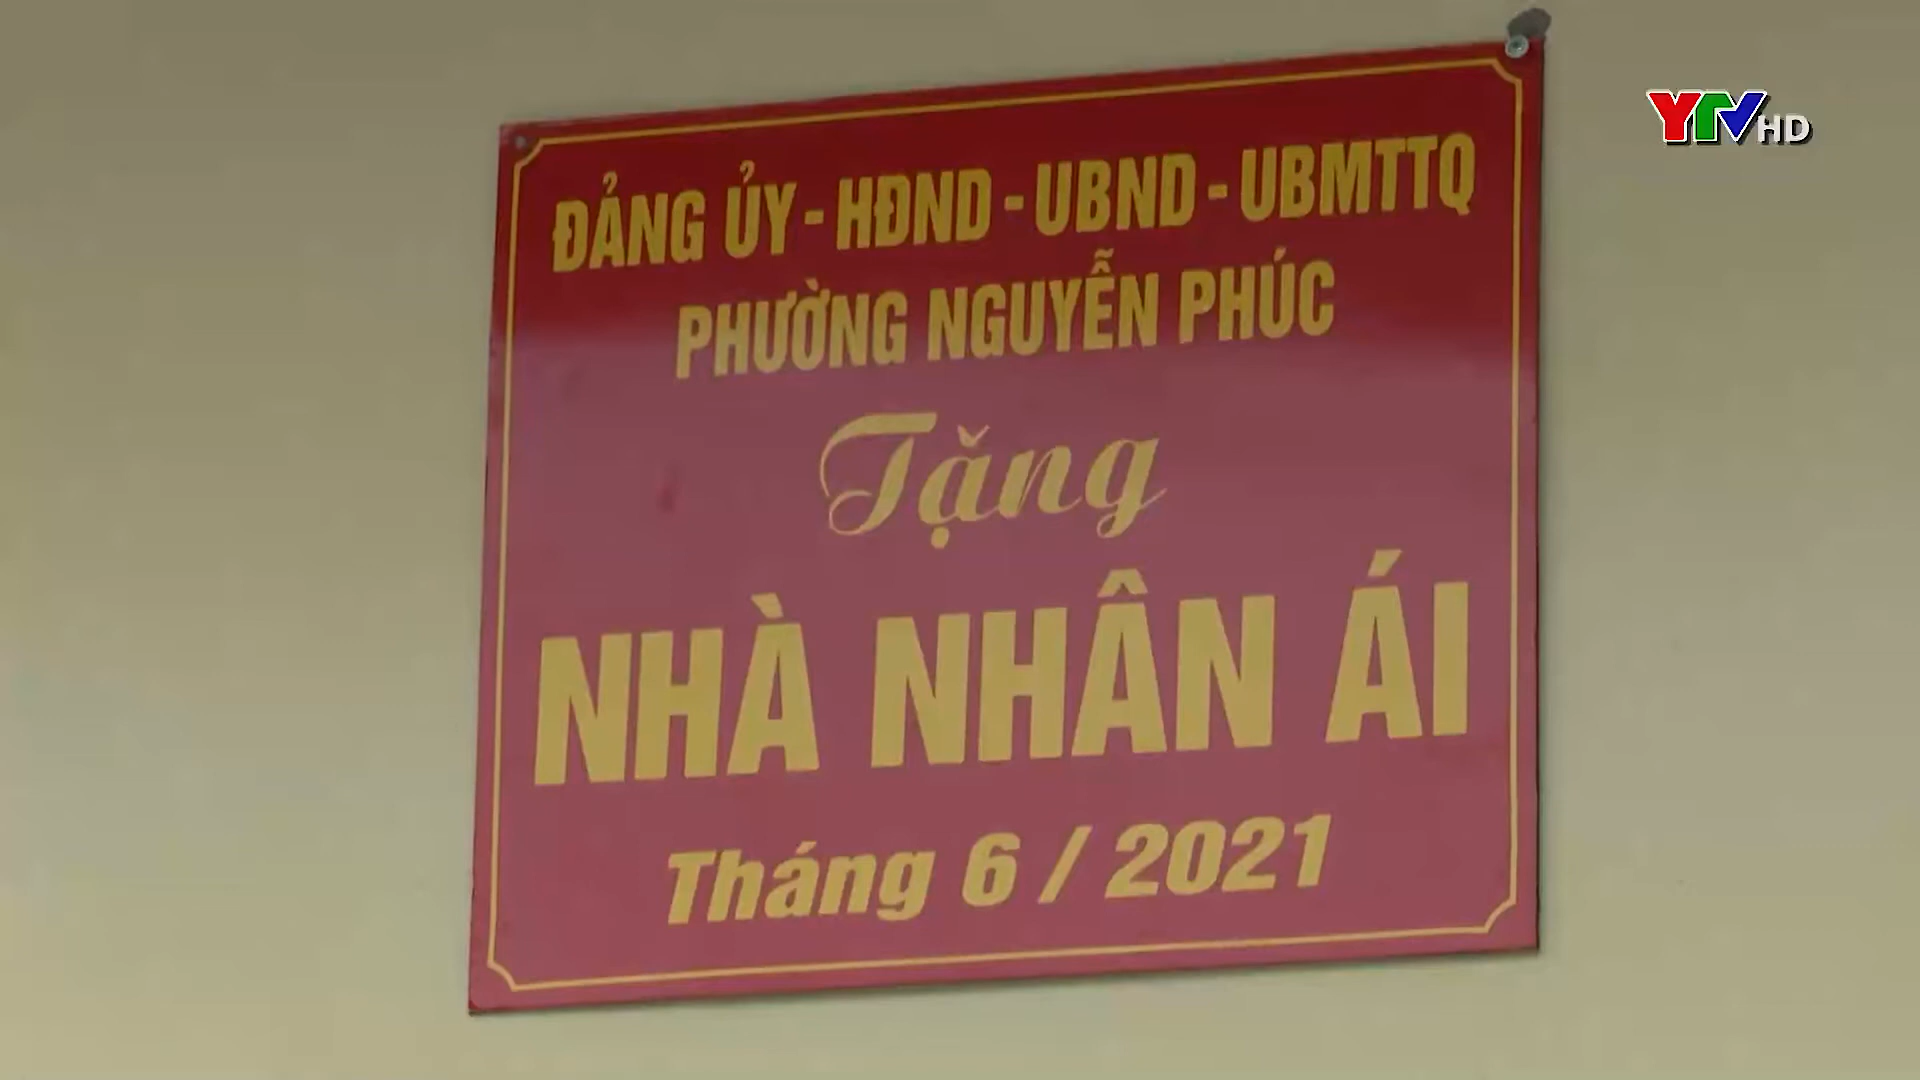 YTV HD
ĐẢNG ỦY - HĐND - UBND - UBMTTQ
PHƯỜNG NGUYỄN PHÚC
Tặng
NHÀ NHÂN ÁI
Tháng 6 / 2021